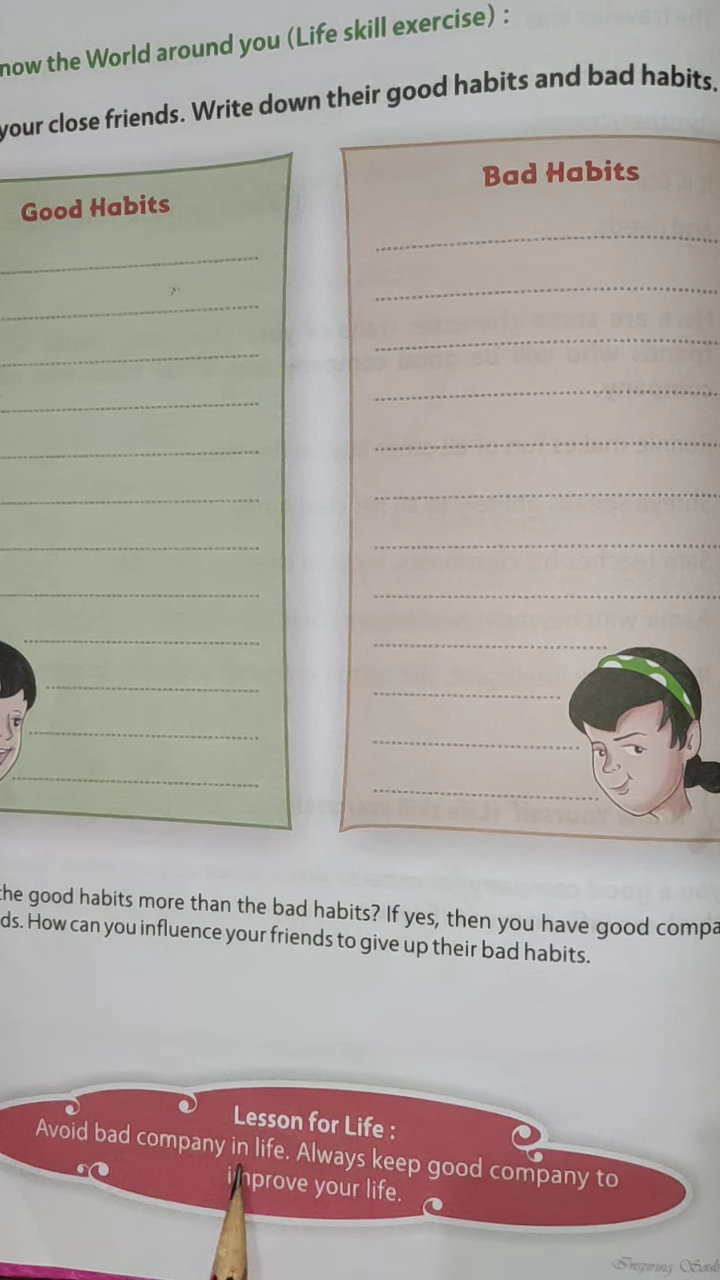 now the World around you (Life skill exercise) :
your close friends. Write down their good habits and bad habits.
Good Habits
Bad Habits
the good habits more than the bad habits? If yes, then you have good compa
ds. How can you influence your friends to give up their bad habits.
Lesson for Life :
Avoid bad company in life. Always keep good company to
improve your life.
Inspiring Souls